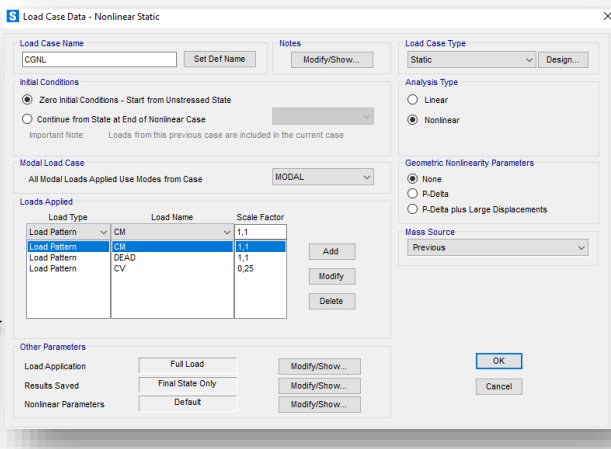 Load Case Data - Nonlinear Static
Load Case Name
CGNL
Set Def Name
Notes
Modify/Show...
Load Case Type
Static
Design...
Initial Conditions
Zero Initial Conditions - Start from Unstressed State
Continue from State at End of Nonlinear Case
Important Note: Loads from this previous case are included in the current case
Analysis Type
Linear
Nonlinear
Modal Load Case
All Modal Loads Applied Use Modes from Case
MODAL
Geometric Nonlinearity Parameters
None
P-Delta
P-Delta plus Large Displacements
Loads Applied
Load Type Load Name Scale Factor
Load Pattern CM 1,1
Load Pattern CM 1,1
Load Pattern DEAD 1,1
Load Pattern CV 0,25
Add
Modify
Delete
Mass Source
Previous
Other Parameters
Load Application Full Load Modify/Show...
Results Saved Final State Only Modify/Show...
Nonlinear Parameters Default Modify/Show...
OK
Cancel